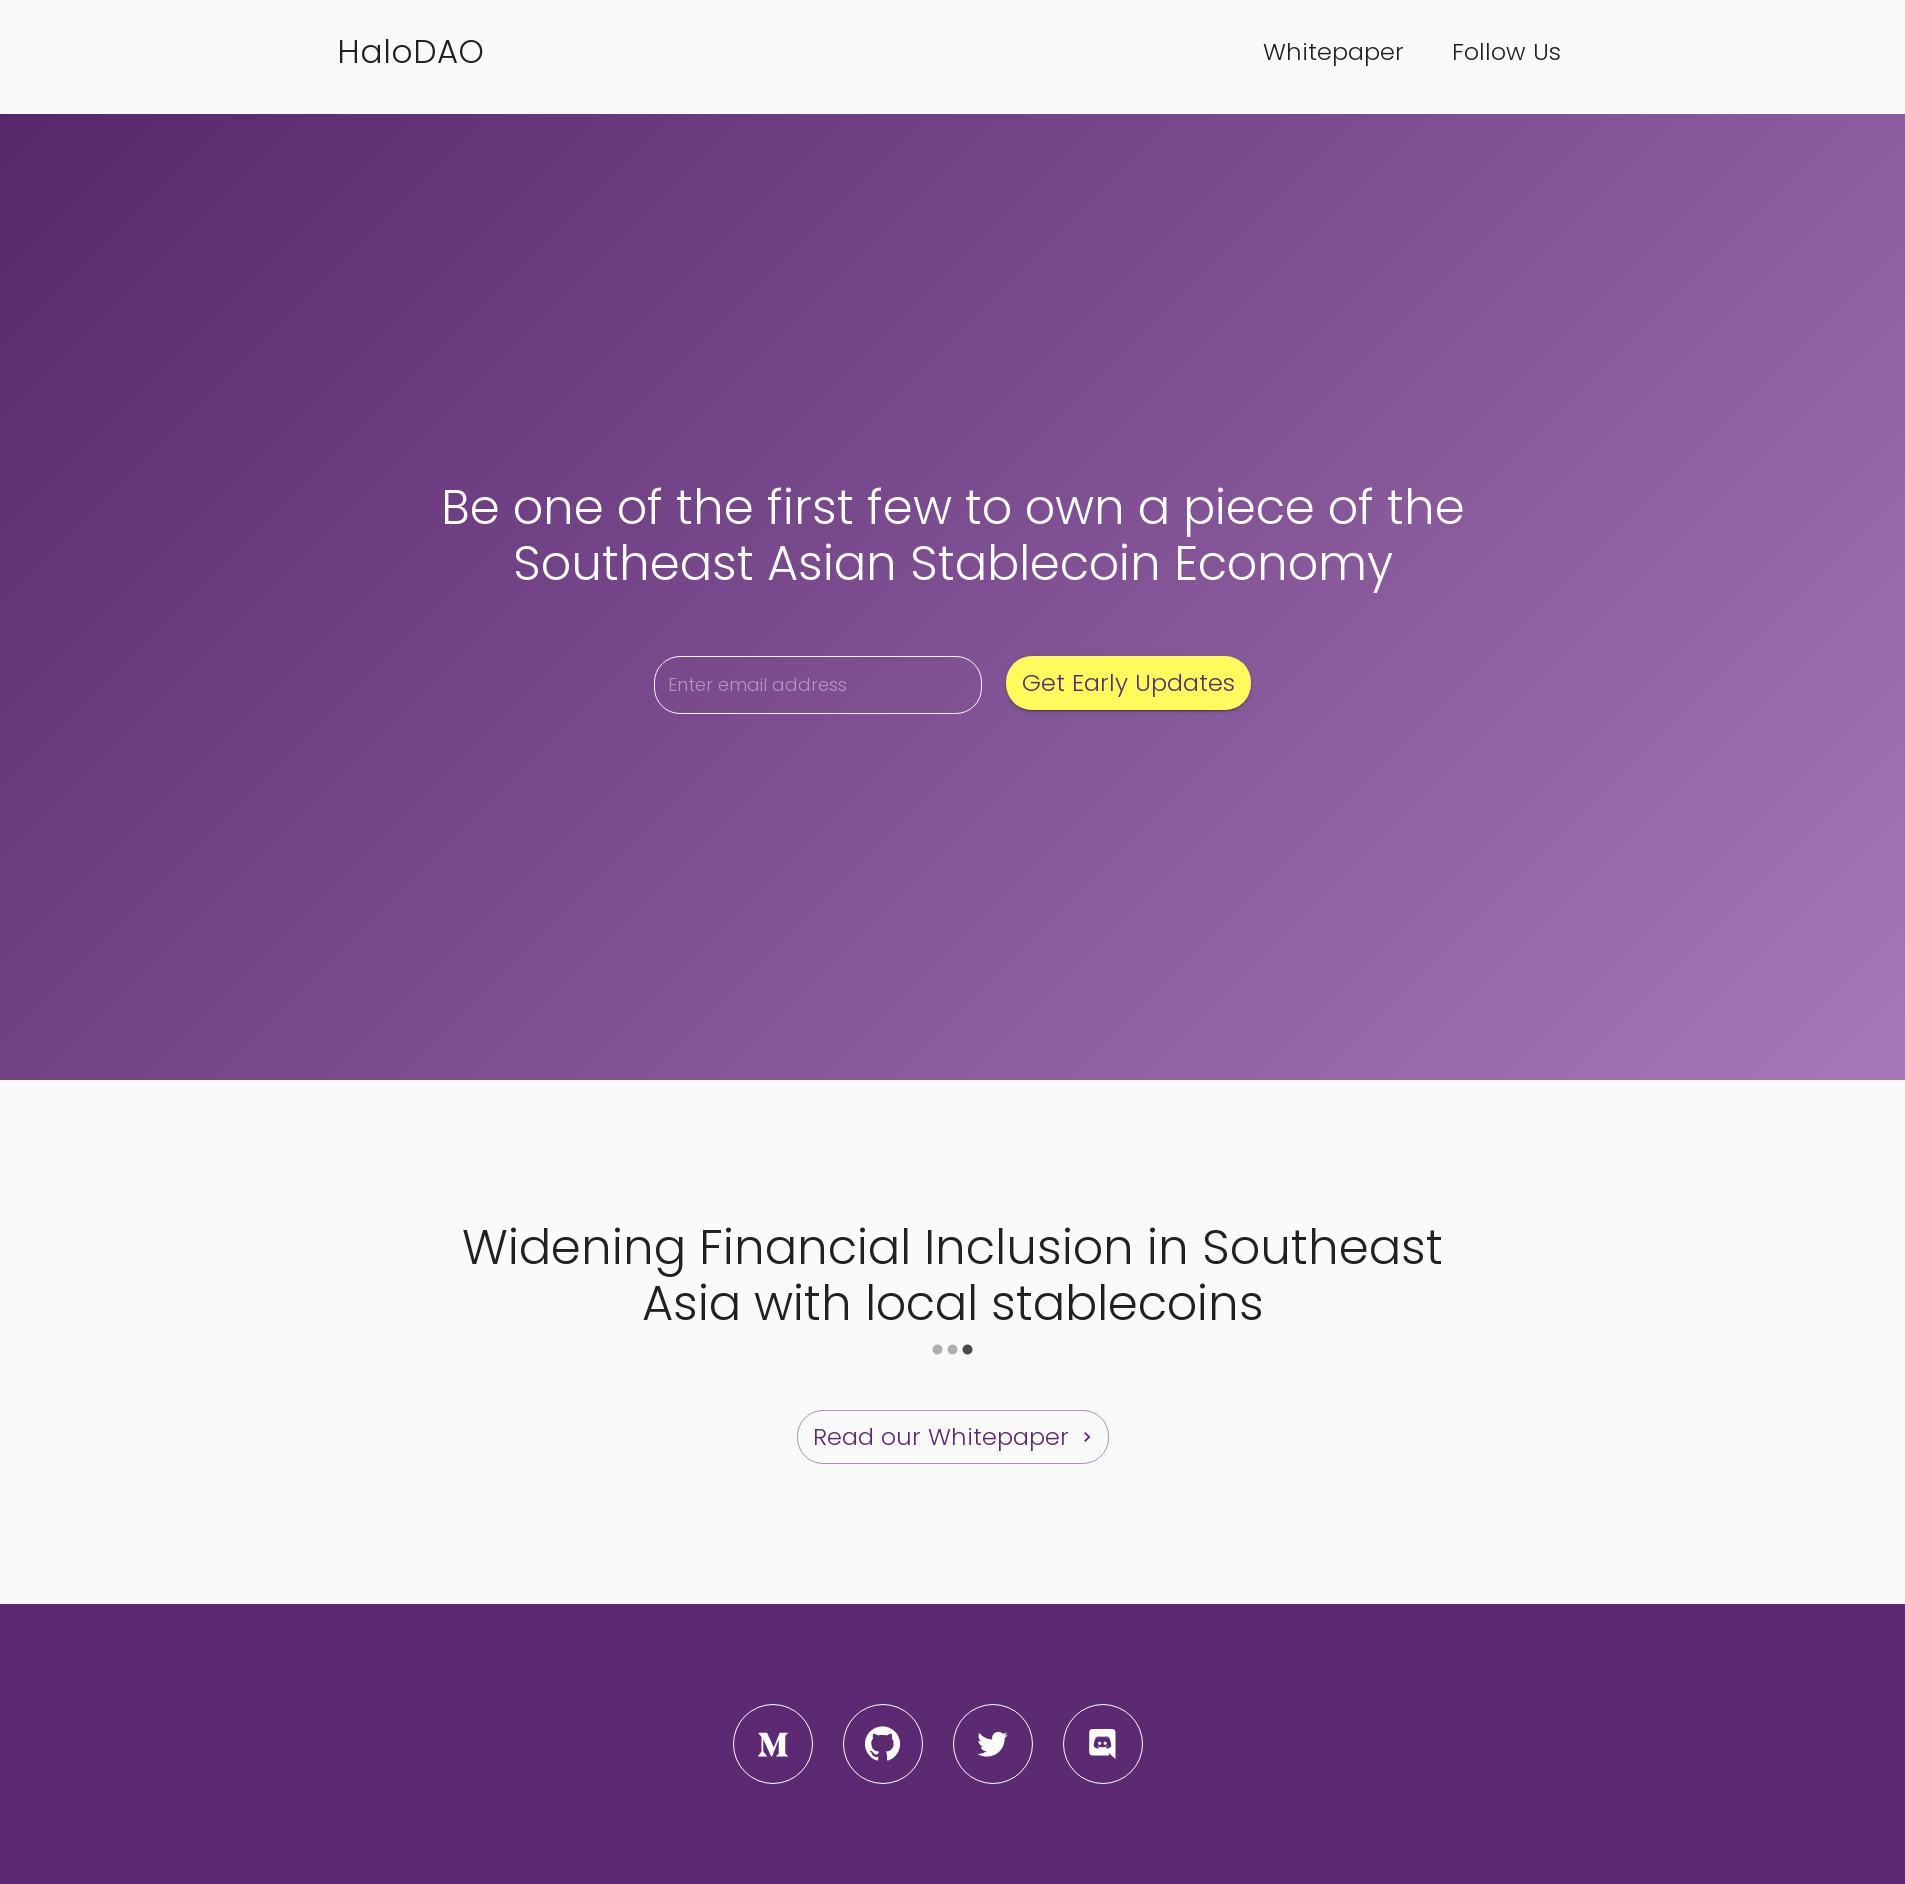 HaloDAO
Whitepaper
Follow Us
Be one of the first few to own a piece of the
Southeast Asian Stablecoin Economy
Enter email address
Get Early Updates
Widening Financial Inclusion in Southeast
Asia with local stablecoins
Read our Whitepaper